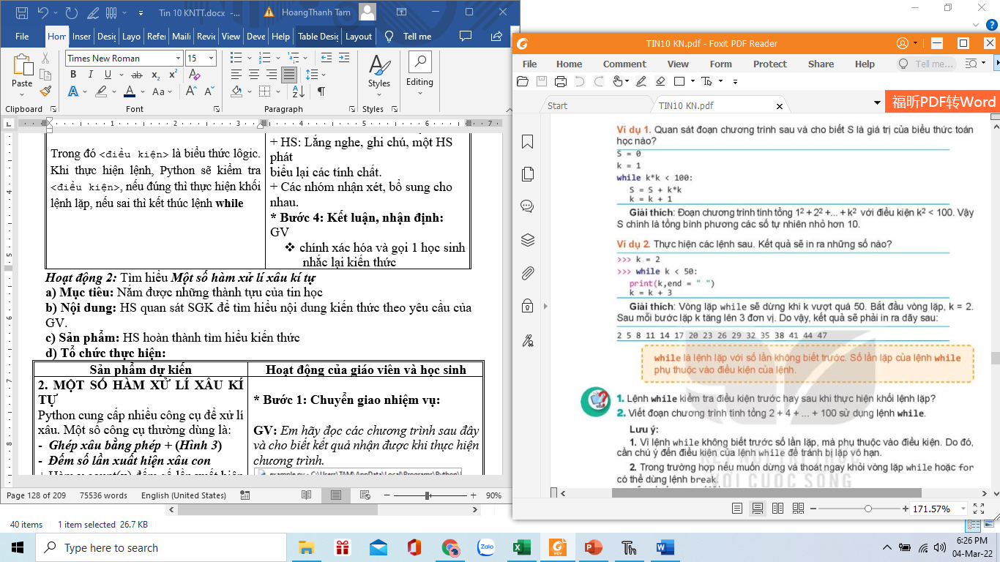 Tin 10 KNTT.docx -...
HoangThanh Tam
File Hom Inser Desig Layo Refer Maili Revie View Deve Help Table Desig Layout Tell me
Times New Roman 15
Paste
Styles
Editing
Clipboard Font Paragraph Styles
1 2 3 4 5 6 7
Trong đó <điều kiện> là biểu thức lôgic.
Khi thực hiện lệnh, Python sẽ kiểm tra
<điều kiện>, nếu đúng thì thực hiện khối
lệnh lặp, nếu sai thì kết thúc lệnh while
+ HS: Lắng nghe, ghi chú, một HS
phát
biểu lại các tính chất.
+ Các nhóm nhận xét, bổ sung cho
nhau.
* Bước 4: Kết luận, nhận định:
GV
❖ chính xác hóa và gọi 1 học sinh
nhắc lại kiến thức
Hoạt động 2: Tìm hiểu Một số hàm xử lí xâu kí tự
a) Mục tiêu: Nắm được những thành tựu của tin học
b) Nội dung: HS quan sát SGK để tìm hiểu nội dung kiến thức theo yêu cầu của
GV.
c) Sản phẩm: HS hoàn thành tìm hiểu kiến thức
d) Tổ chức thực hiện:
Sản phẩm dự kiến
Hoạt động của giáo viên và học sinh
2. MỘT SỐ HÀM XỬ LÍ XÂU KÍ
TỰ
Python cung cấp nhiều công cụ để xử lí
xâu. Một số công cụ thường dùng là:
- Ghép xâu bằng phép + (Hình 3)
- Đếm số lần xuất hiện xâu con
* Bước 1: Chuyển giao nhiệm vụ:
GV: Em hãy đọc các chương trình sau đây
và cho biết kết quả nhận được khi thực hiện
chương trình.
example.py - C:\Users\TAM\AppData\Local\Programs\Python\
Page 128 of 209 75536 words English (United States) 90%
40 items 1 item selected 26.7 KB
TIN10 KN.pdf - Foxit PDF Reader
File Home Comment View Form Protect Share Help Tell me...
Start TIN10 KN.pdf
福昕PDF转Word
Ví dụ 1. Quan sát đoạn chương trình sau và cho biết S là giá trị của biểu thức toán
học nào?
S = 0
k = 1
while k*k < 100:
S = S + k*k
k = k + 1
Giải thích: Đoạn chương trình tính tổng 1² + 2² +... + k² với điều kiện k² < 100. Vậy
S chính là tổng bình phương các số tự nhiên nhỏ hơn 10.
Ví dụ 2. Thực hiện các lệnh sau. Kết quả sẽ in ra những số nào?
>>> k = 2
>>> while k < 50:
print(k,end = " ")
k = k + 3
Giải thích: Vòng lặp while sẽ dừng khi k vượt quá 50. Bắt đầu vòng lặp, k = 2.
Sau mỗi bước lặp k tăng lên 3 đơn vị. Do vậy, kết quả sẽ phải in ra dãy sau:
2 5 8 11 14 17 20 23 26 29 32 35 38 41 44 47
while là lệnh lặp với số lần không biết trước. Số lần lặp của lệnh while
phụ thuộc vào điều kiện của lệnh.
1. Lệnh while kiểm tra điều kiện trước hay sau khi thực hiện khối lệnh lặp?
2. Viết đoạn chương trình tính tổng 2 + 4 + ... + 100 sử dụng lệnh while.
Lưu ý:
1. Vì lệnh while không biết trước số lần lặp, mà phụ thuộc vào điều kiện. Do đó,
cần chú ý đến điều kiện của lệnh while để tránh bị lặp vô hạn.
2. Trong trường hợp nếu muốn dừng và thoát ngay khỏi vòng lặp while hoặc for
có thể dùng lệnh break.
KẾT NỐI TRI THỨC
VỚI CUỘC SỐNG
171.57%
Type here to search
Zalo
6:26 PM
04-Mar-22